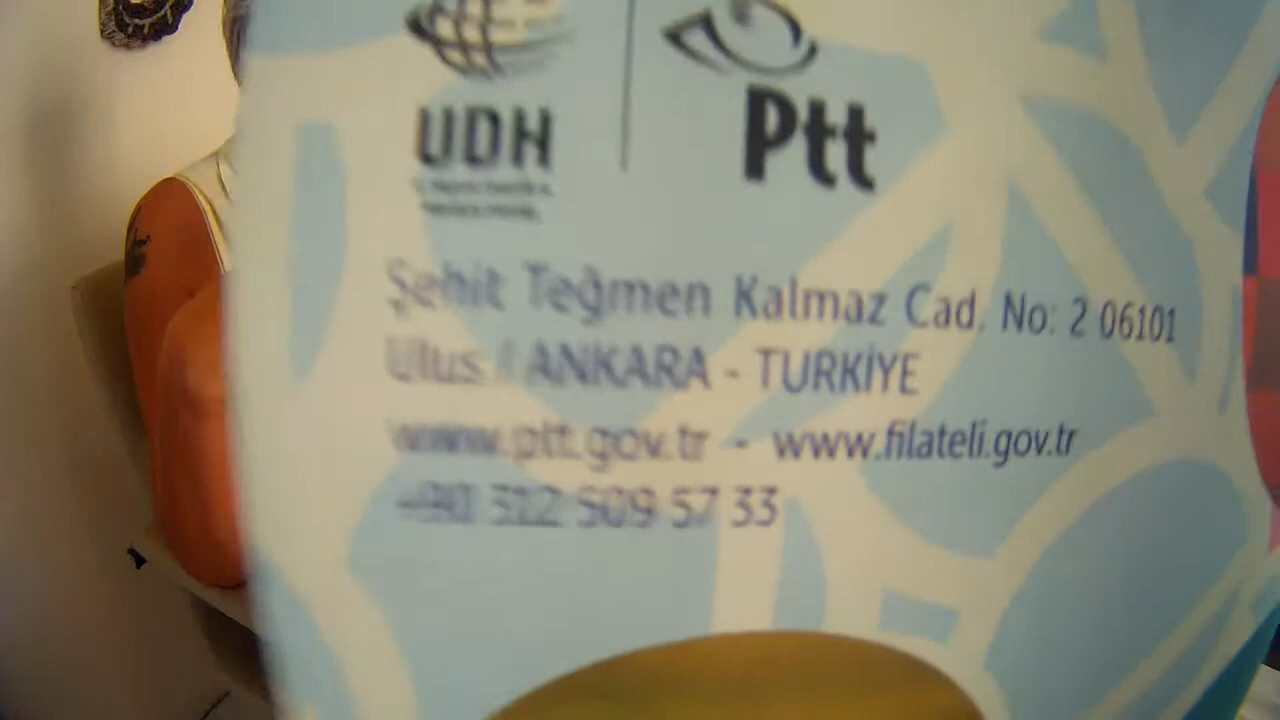 UDH
Ptt
Şehit Teğmen Kalmaz Cad. No: 2 06101
Ulus / ANKARA - TURKİYE
www.ptt.gov.tr - www.filateli.gov.tr
+90 312 509 57 33